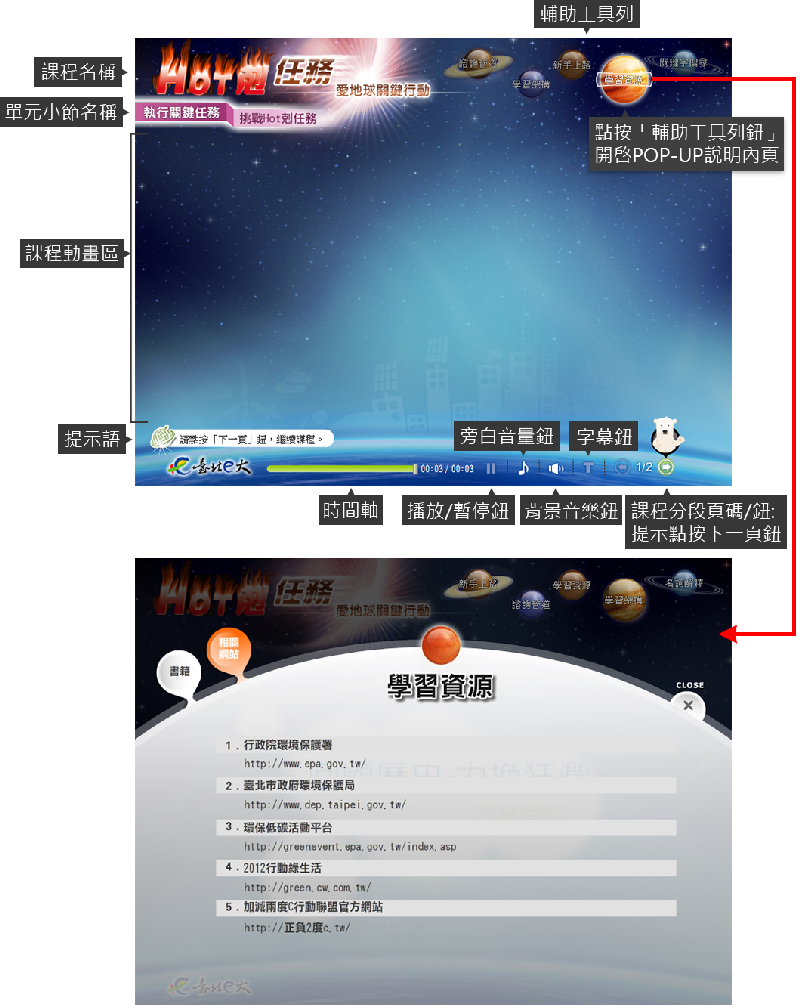 輔助工具列
課程名稱
Hot剋 任務
愛地球關鍵行動
諮詢管道
學習架構
新手上路
學習資源
關鍵字搜尋
單元小節名稱
執行關鍵任務
挑戰Hot剋任務
點按「輔助工具列鈕」
開啓POP-UP說明內頁
課程動畫區
提示語
請點按「下一頁」鈕，繼續課程。
旁白音量鈕
字幕鈕
臺北e大
00:03/00:03
T
1/2
時間軸
播放/暫停鈕
背景音樂鈕
課程分段頁碼/鈕:
提示點按下一頁鈕
Hot剋 任務
愛地球關鍵行動
新手上路
諮詢管道
學習資源
學習架構
名詞解釋
書籍
相關
網站
學習資源
CLOSE
1．行政院環境保護署
http://www.epa.gov.tw/
2．臺北市政府環境保護局
http://www.dep.taipei.gov.tw/
3．環保低碳活動平台
http://greenevent.epa.gov.tw/index.asp
4．2012行動綠生活
http://green.cw.com.tw/
5．加減兩度C行動聯盟官方網站
http://正負2度c.tw/
臺北e大